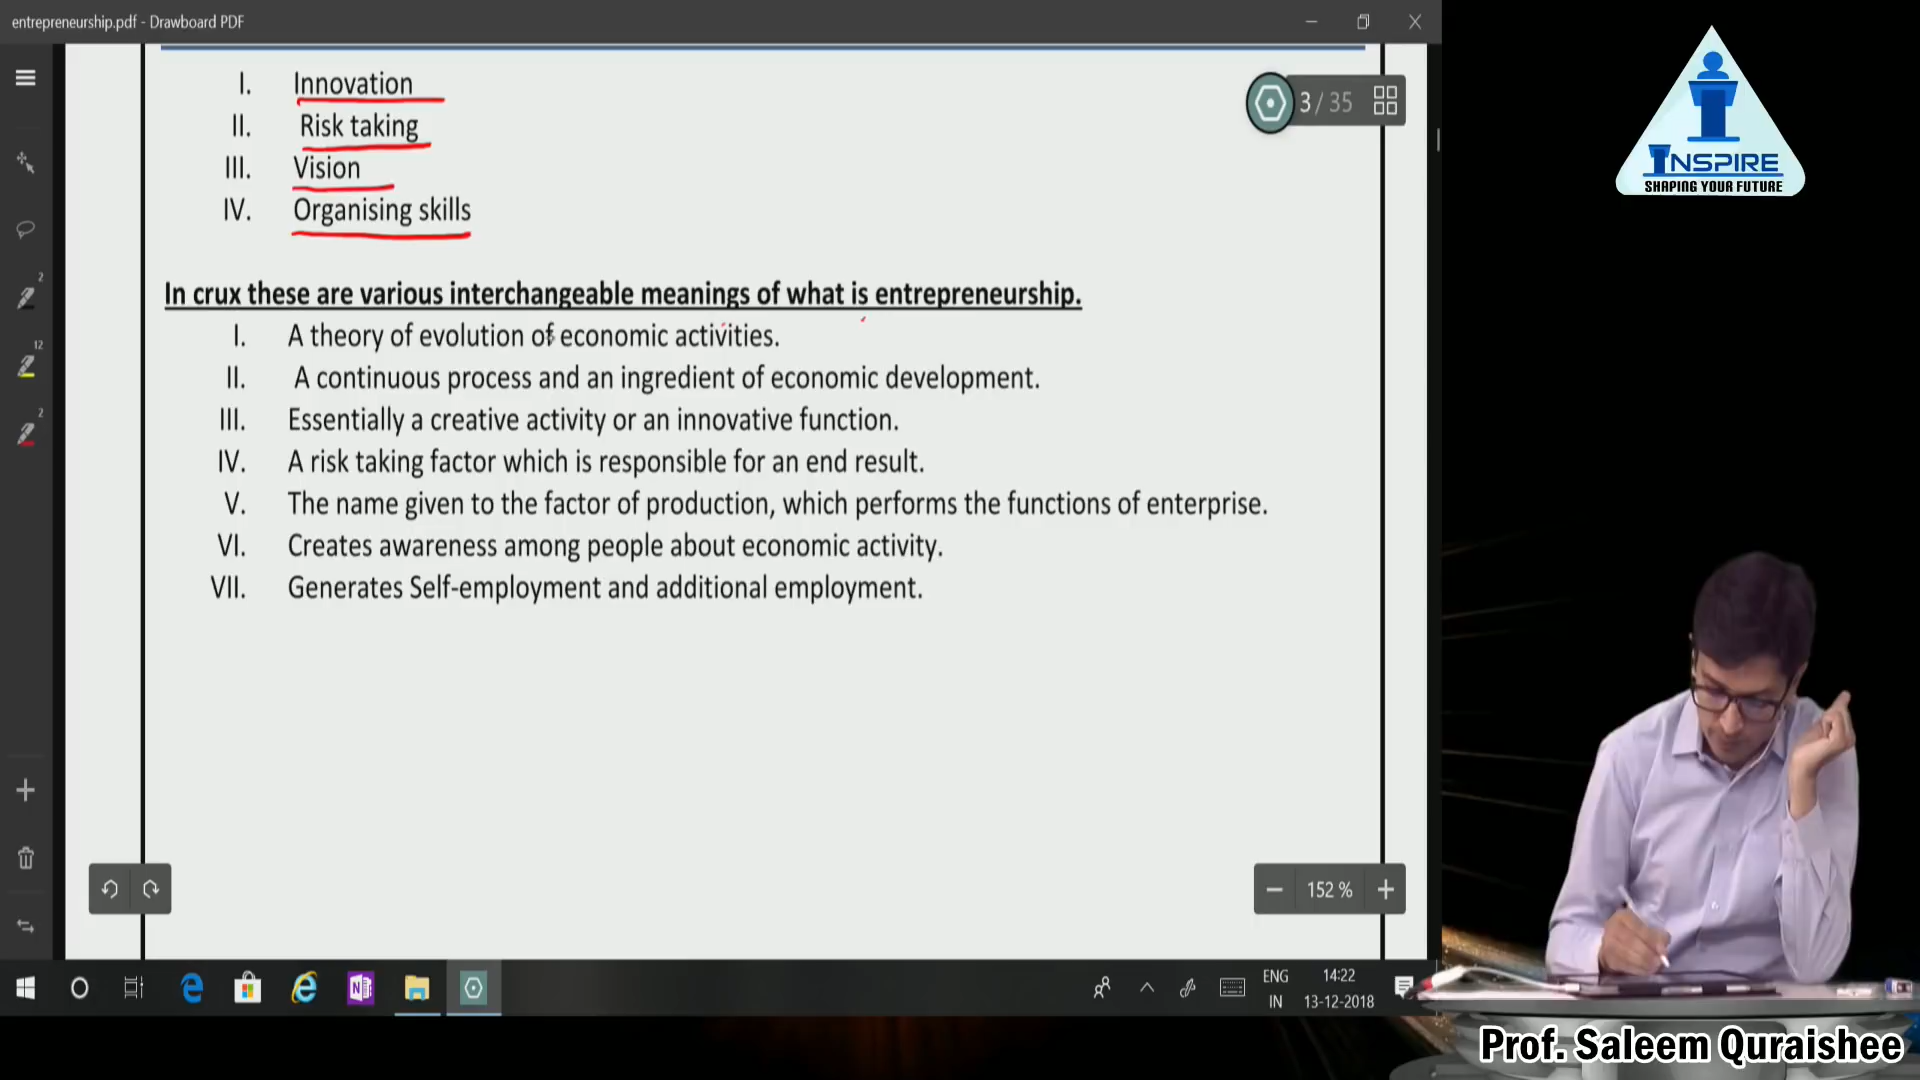 entrepreneurship.pdf - Drawboard PDF
I. Innovation
II. Risk taking
III. Vision
IV. Organising skills
3 / 35
In crux these are various interchangeable meanings of what is entrepreneurship.
I. A theory of evolution of economic activities.
II. A continuous process and an ingredient of economic development.
III. Essentially a creative activity or an innovative function.
IV. A risk taking factor which is responsible for an end result.
V. The name given to the factor of production, which performs the functions of enterprise.
VI. Creates awareness among people about economic activity.
VII. Generates Self-employment and additional employment.
2
12
2
152 %
ENG
IN
14:22
13-12-2018
INSPIRE
SHAPING YOUR FUTURE
Prof. Saleem Quraishee